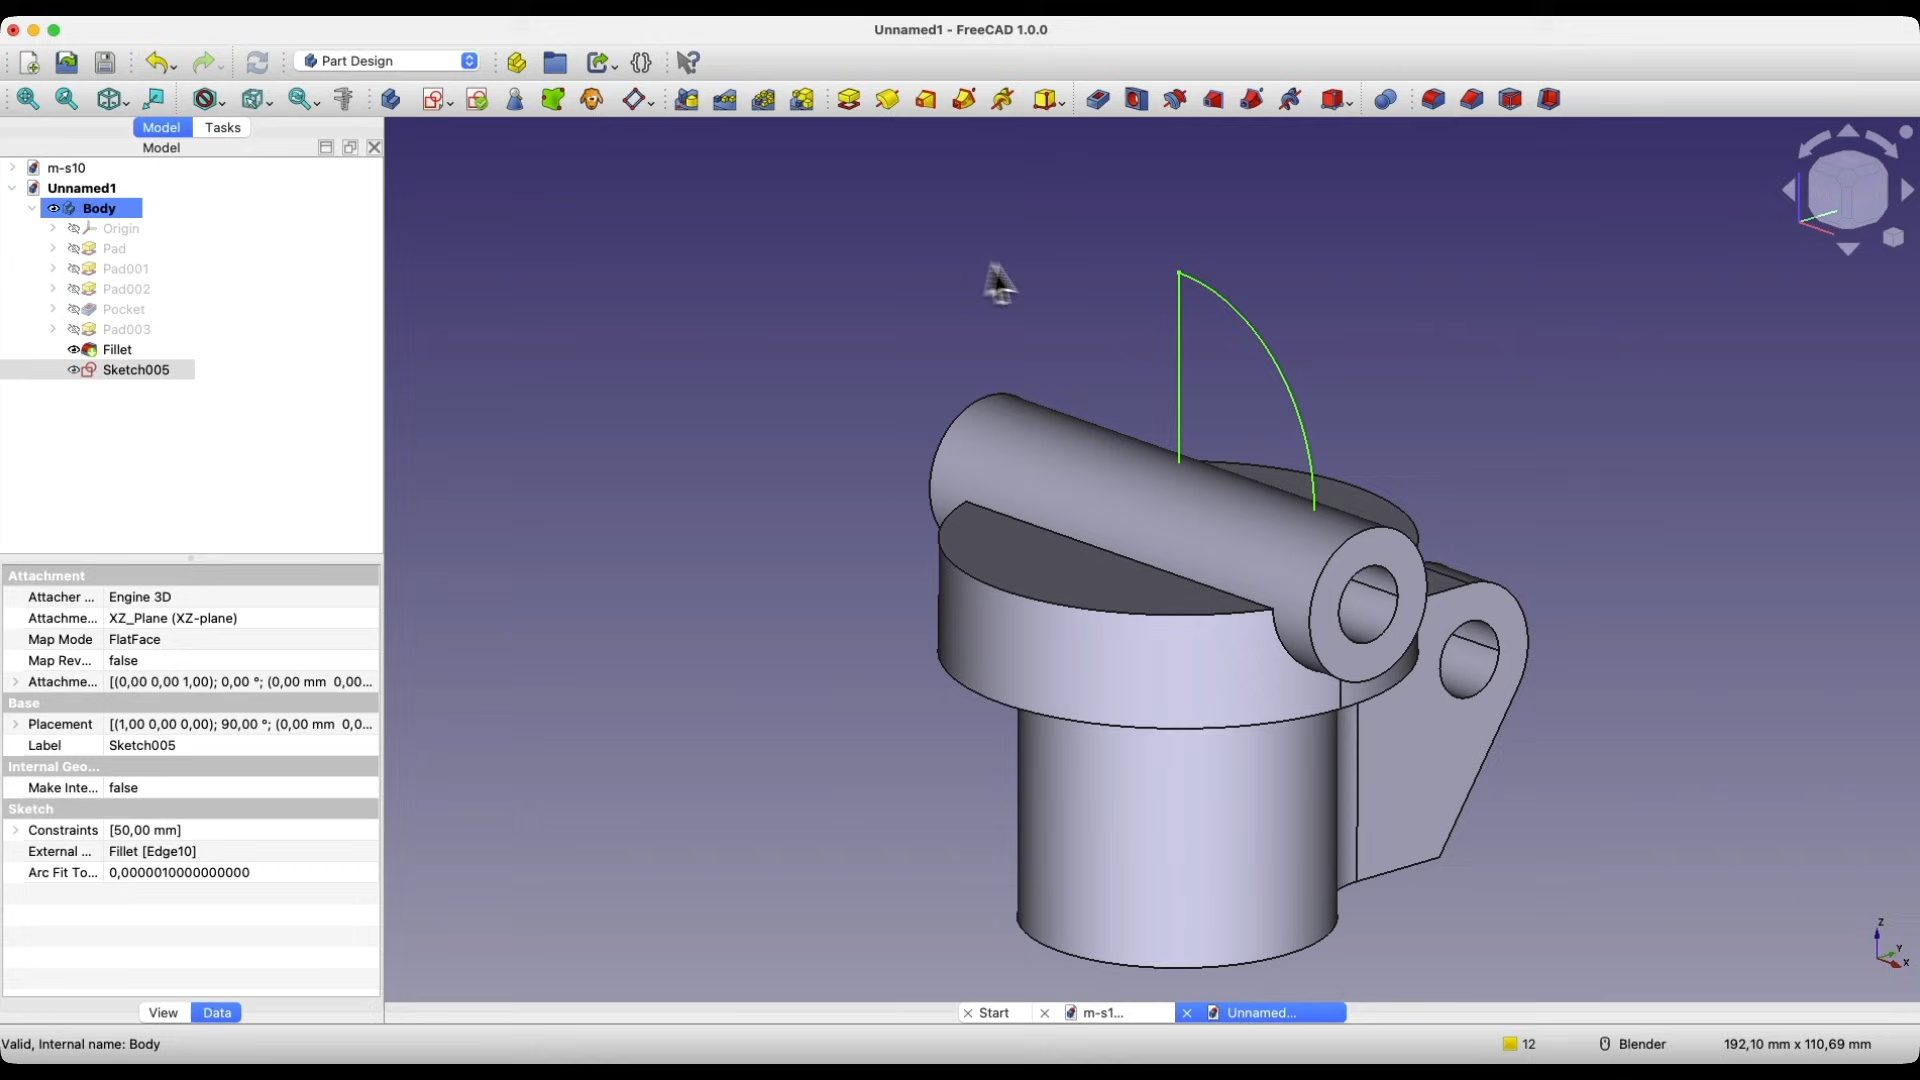 Unnamed1 - FreeCAD 1.0.0
Part Design
Model
Tasks
Model
m-s10
Unnamed1
Body
Origin
Pad
Pad001
Pad002
Pocket
Pad003
Fillet
Sketch005
Attachment
Attacher ... Engine 3D
Attachme... XZ_Plane (XZ-plane)
Map Mode FlatFace
Map Rev... false
Attachme... [(0,00 0,00 1,00); 0,00 °; (0,00 mm 0,00...
Base
Placement [(1,00 0,00 0,00); 90,00 °; (0,00 mm 0,0...
Label Sketch005
Internal Geo...
Make Inte... false
Sketch
Constraints [50,00 mm]
External ... Fillet [Edge10]
Arc Fit To... 0,0000010000000000
View
Data
Z
Y
X
Start
m-s1...
Unnamed...
Valid, Internal name: Body
12
Blender
192,10 mm x 110,69 mm